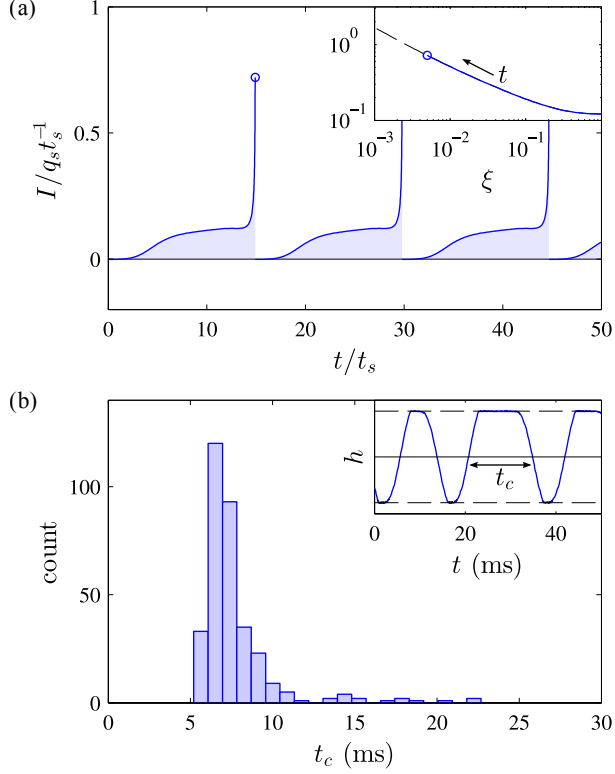 (a)
1
0.5
0
I/q_s t_s^{-1}
0 10 20 30 40 50
t/t_s
10^0
10^{-1}
10^{-3} 10^{-2} 10^{-1}
ξ
t
(b)
100
50
0
count
0 5 10 15 20 25 30
t_c (ms)
h
t_c
0 20 40
t (ms)